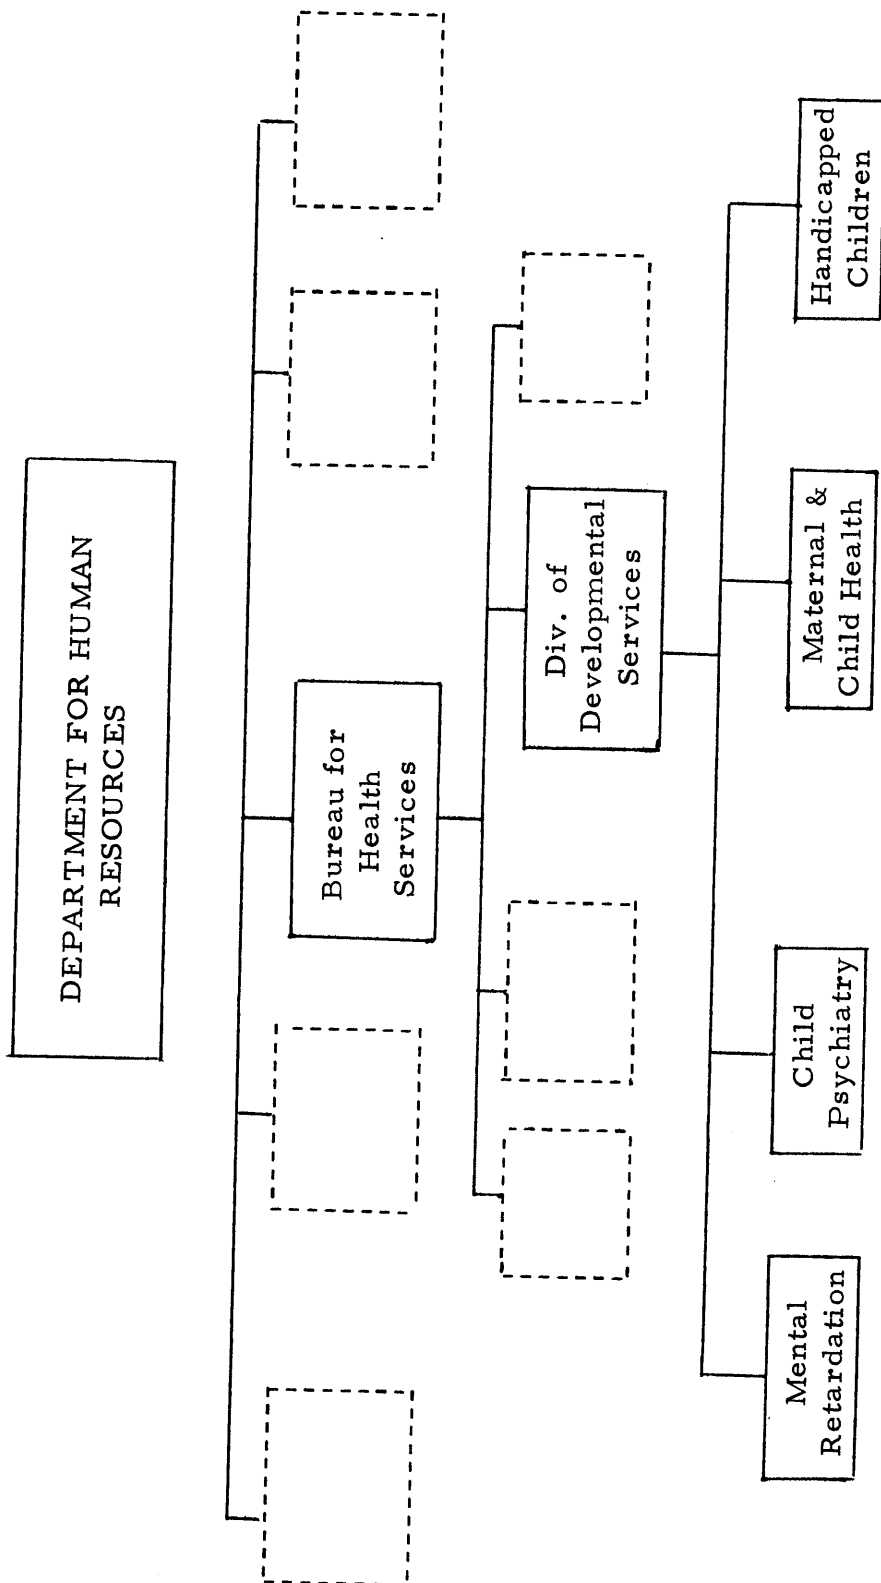 DEPARTMENT FOR HUMAN
RESOURCES
Bureau for
Health
Services
Div. of
Developmental
Services
Mental
Retardation
Child
Psychiatry
Maternal &
Child Health
Handicapped
Children